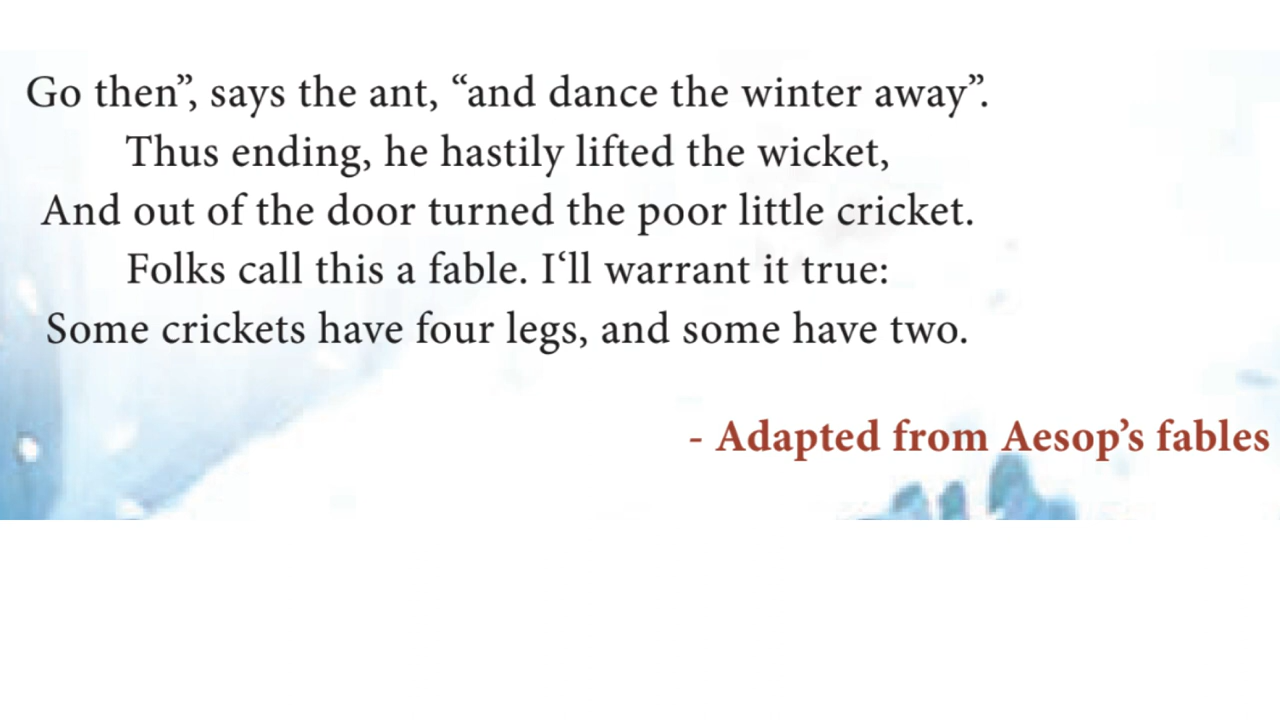 Go then”, says the ant, “and dance the winter away”.
Thus ending, he hastily lifted the wicket,
And out of the door turned the poor little cricket.
Folks call this a fable. I‘ll warrant it true:
Some crickets have four legs, and some have two.
- Adapted from Aesop’s fables